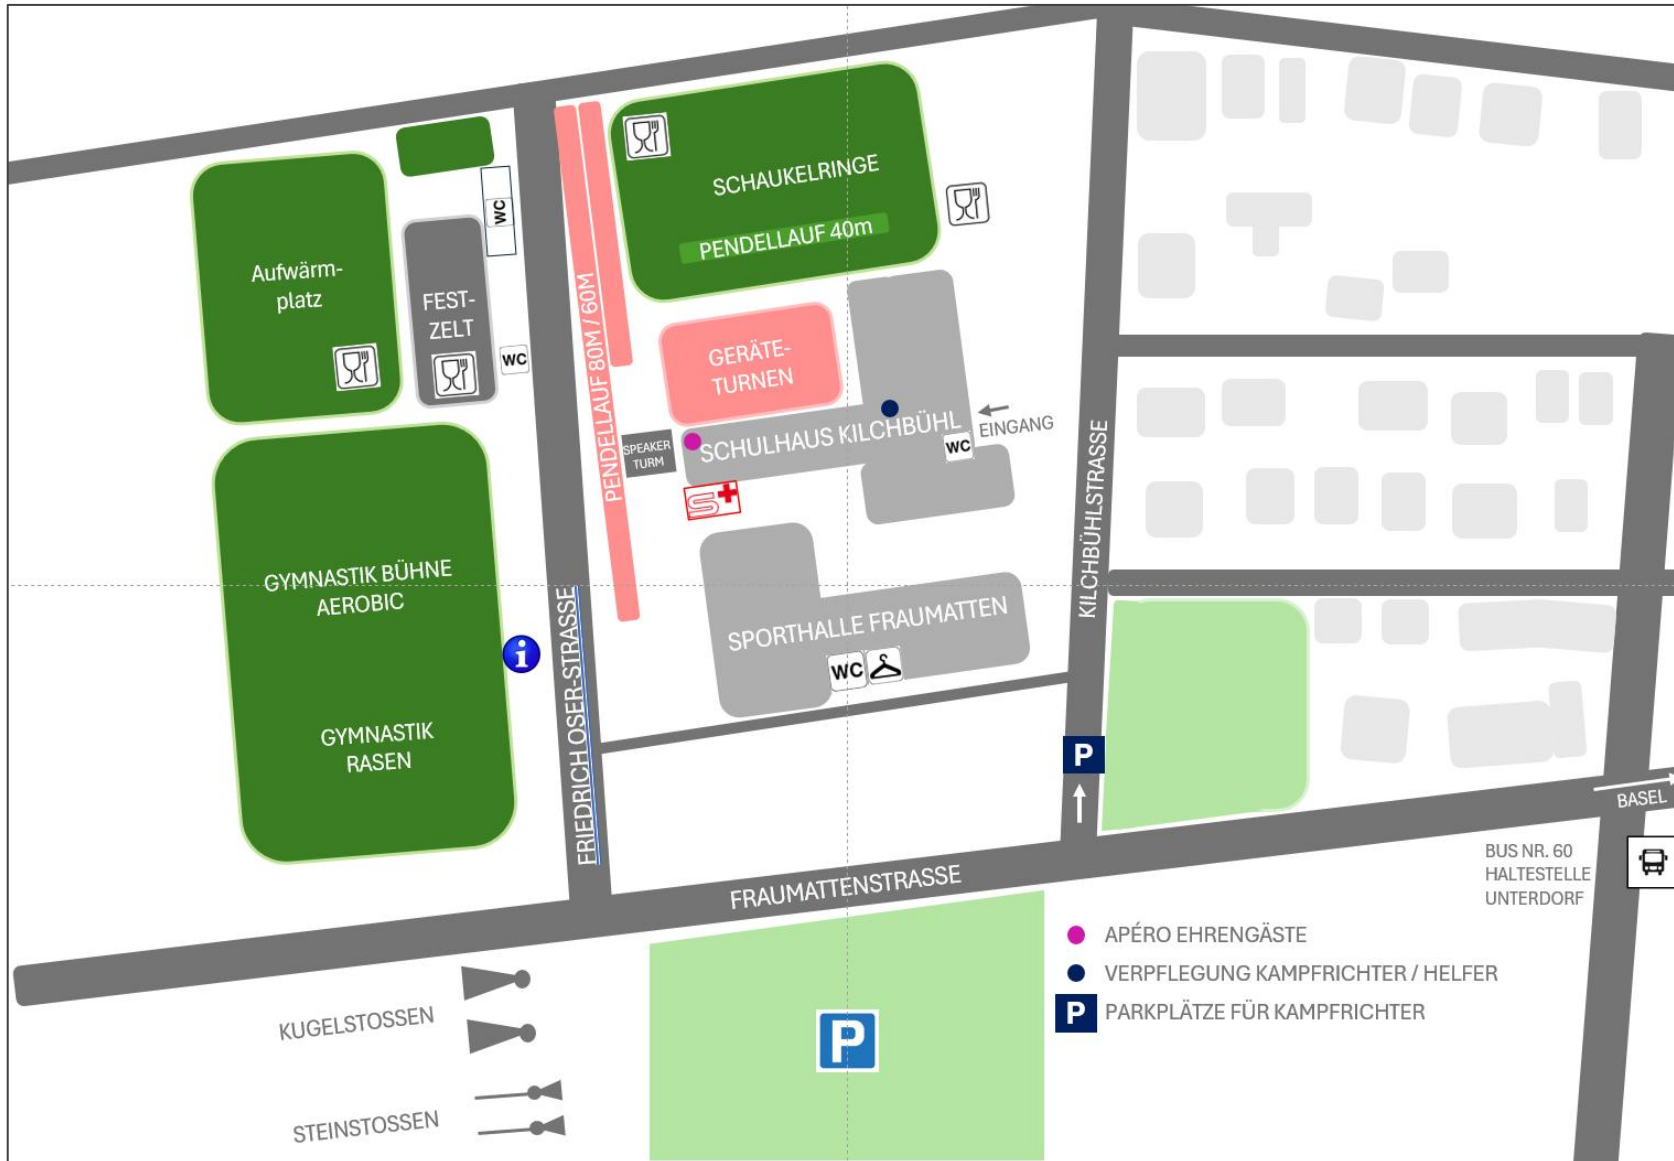 SCHAUKELRINGE
PENDELLAUF 40m
WC
Aufwärm-
platz
FEST-
ZELT
WC
PENDELLAUF 80M / 60M
GERÄTE-
TURNEN
SPEAKER
TURM
SCHULHAUS KILCHBÜHL
WC
EINGANG
S+
KILCHBÜHLSTRASSE
GYMNASTIK BÜHNE
AEROBIC
i
SPORTHALLE FRAUMATTEN
WC
GYMNASTIK
RASEN
FRIEDRICH OSER-STRASSE
P
BASEL
FRAUMATTENSTRASSE
BUS NR. 60
HALTESTELLE
UNTERDORF
APÉRO EHRENGÄSTE
VERPFLEGUNG KAMPFRICHTER / HELFER
P PARKPLÄTZE FÜR KAMPFRICHTER
KUGELSTOSSEN
P
STEINSTOSSEN